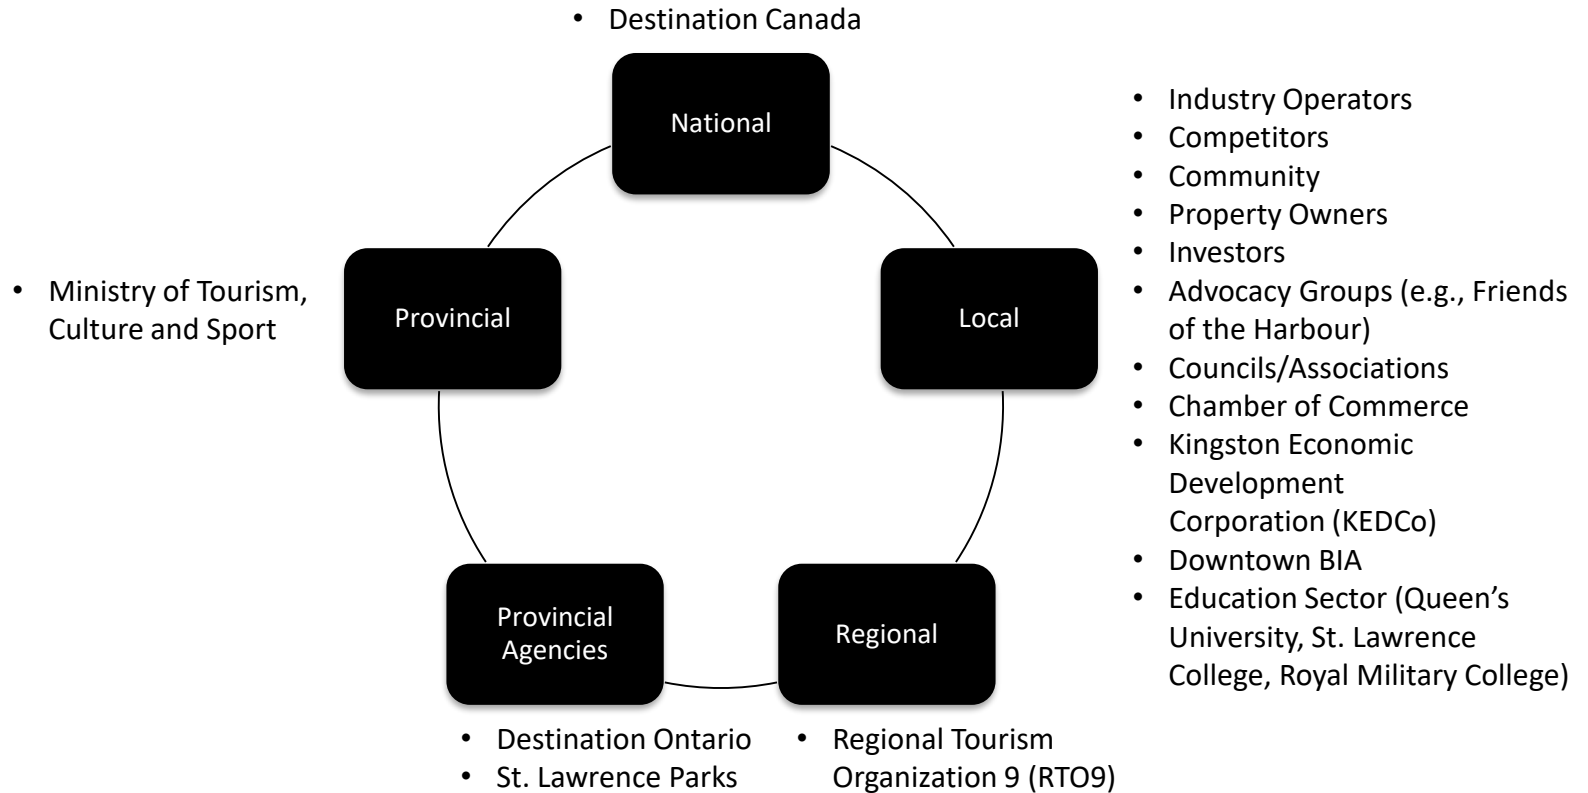 • Destination Canada
National
• Industry Operators
• Competitors
• Community
• Property Owners
• Investors
• Advocacy Groups (e.g., Friends
of the Harbour)
• Councils/Associations
• Chamber of Commerce
• Kingston Economic
Development
Corporation (KEDCo)
• Downtown BIA
• Education Sector (Queen’s
University, St. Lawrence
College, Royal Military College)
Local
• Ministry of Tourism,
Culture and Sport
Provincial
Provincial
Agencies
• Destination Ontario
• St. Lawrence Parks
Regional
• Regional Tourism
Organization 9 (RTO9)